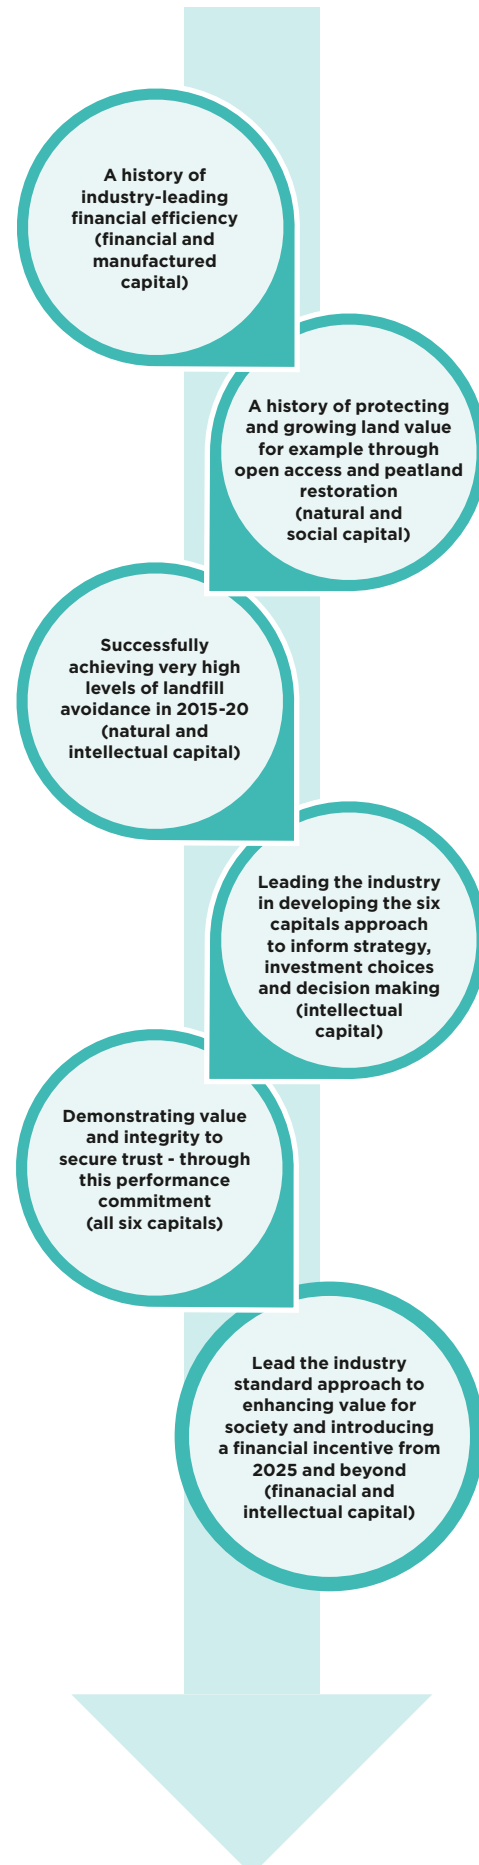 A history of
industry-leading
financial efficiency
(financial and
manufactured
capital)
A history of protecting
and growing land value
for example through
open access and peatland
restoration
(natural and
social capital)
Successfully
achieving very high
levels of landfill
avoidance in 2015-20
(natural and
intellectual capital)
Leading the industry
in developing the six
capitals approach
to inform strategy,
investment choices
and decision making
(intellectual
capital)
Demonstrating value
and integrity to
secure trust - through
this performance
commitment
(all six capitals)
Lead the industry
standard approach to
enhancing value for
society and introducing
a financial incentive from
2025 and beyond
(finanacial and
intellectual capital)